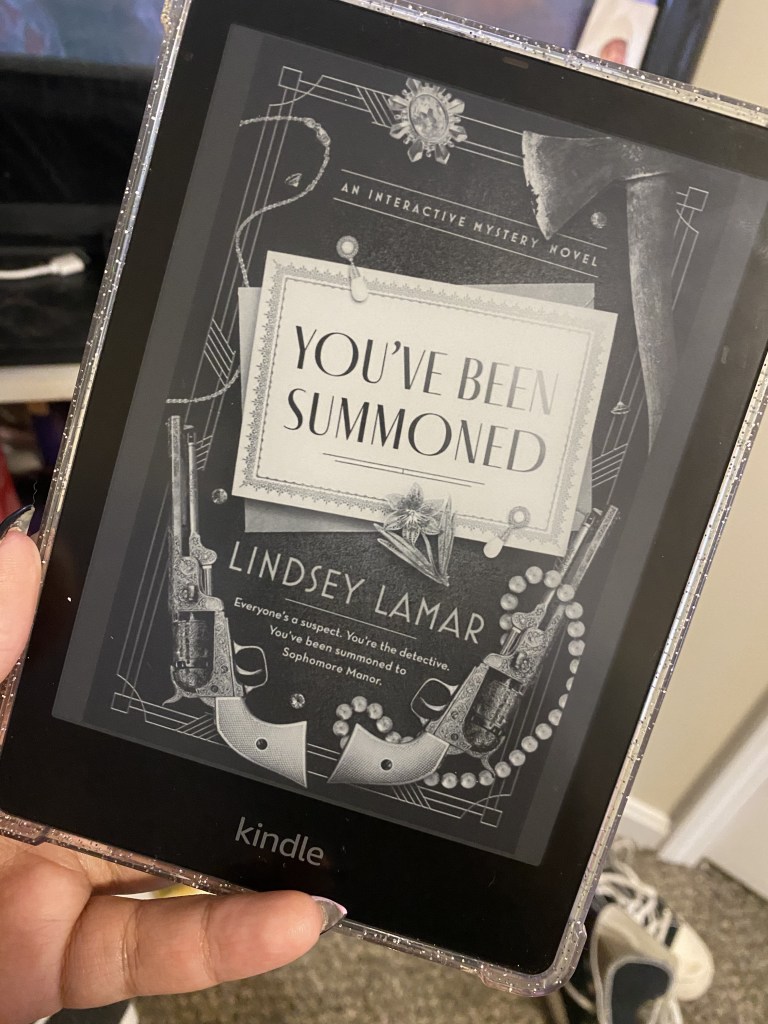 AN INTERACTIVE MYSTERY NOVEL
YOU'VE BEEN
SUMMONED
LINDSEY LAMAR
Everyone's a suspect. You're the detective.
You've been summoned to
Sophomore Manor.
kindle